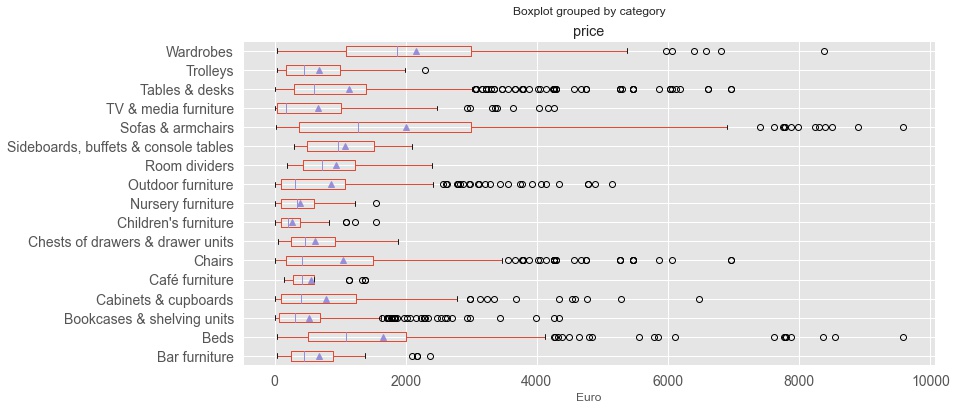 Boxplot grouped by category
price
Wardrobes
Trolleys
Tables & desks
TV & media furniture
Sofas & armchairs
Sideboards, buffets & console tables
Room dividers
Outdoor furniture
Nursery furniture
Children's furniture
Chests of drawers & drawer units
Chairs
Café furniture
Cabinets & cupboards
Bookcases & shelving units
Beds
Bar furniture
0 2000 4000 6000 8000 10000
Euro